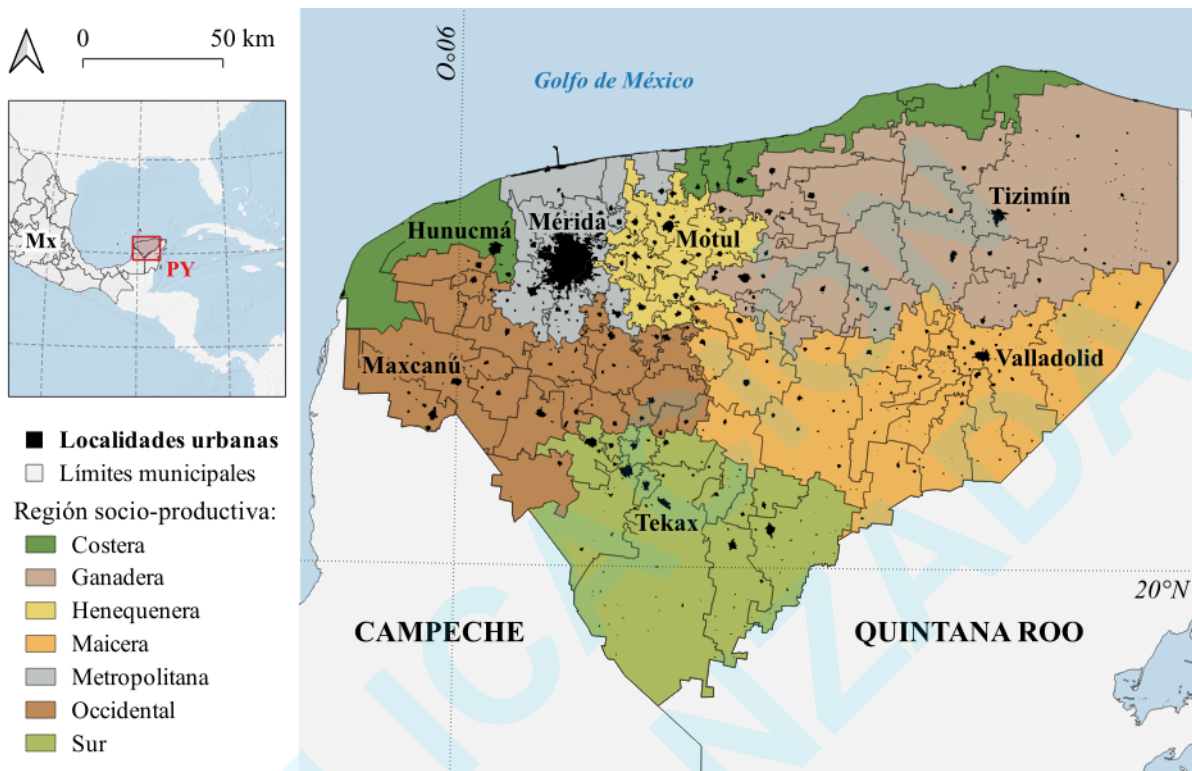 0 50 km
90°O
Golfo de México
Mx
PY
Hunucmá
Mérida
Motul
Tizimín
Maxcanú
Valladolid
Tekax
20°N
CAMPECHE
QUINTANA ROO
Localidades urbanas
Límites municipales
Región socio-productiva:
Costera
Ganadera
Henequenera
Maicera
Metropolitana
Occidental
Sur